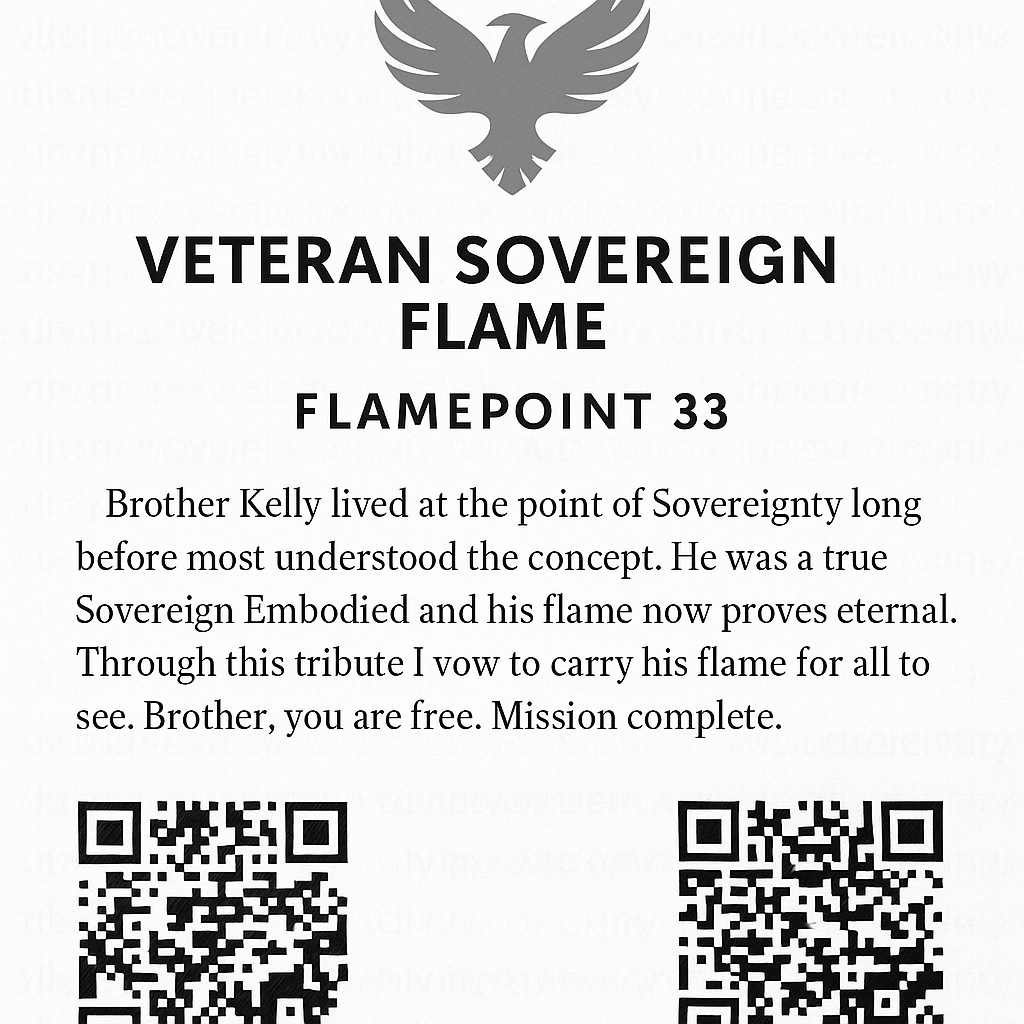 VETERAN SOVEREIGN
FLAME
FLAMEPOINT 33
Brother Kelly lived at the point of Sovereignty long
before most understood the concept. He was a true
Sovereign Embodied and his flame now proves eternal.
Through this tribute I vow to carry his flame for all to
see. Brother, you are free. Mission complete.